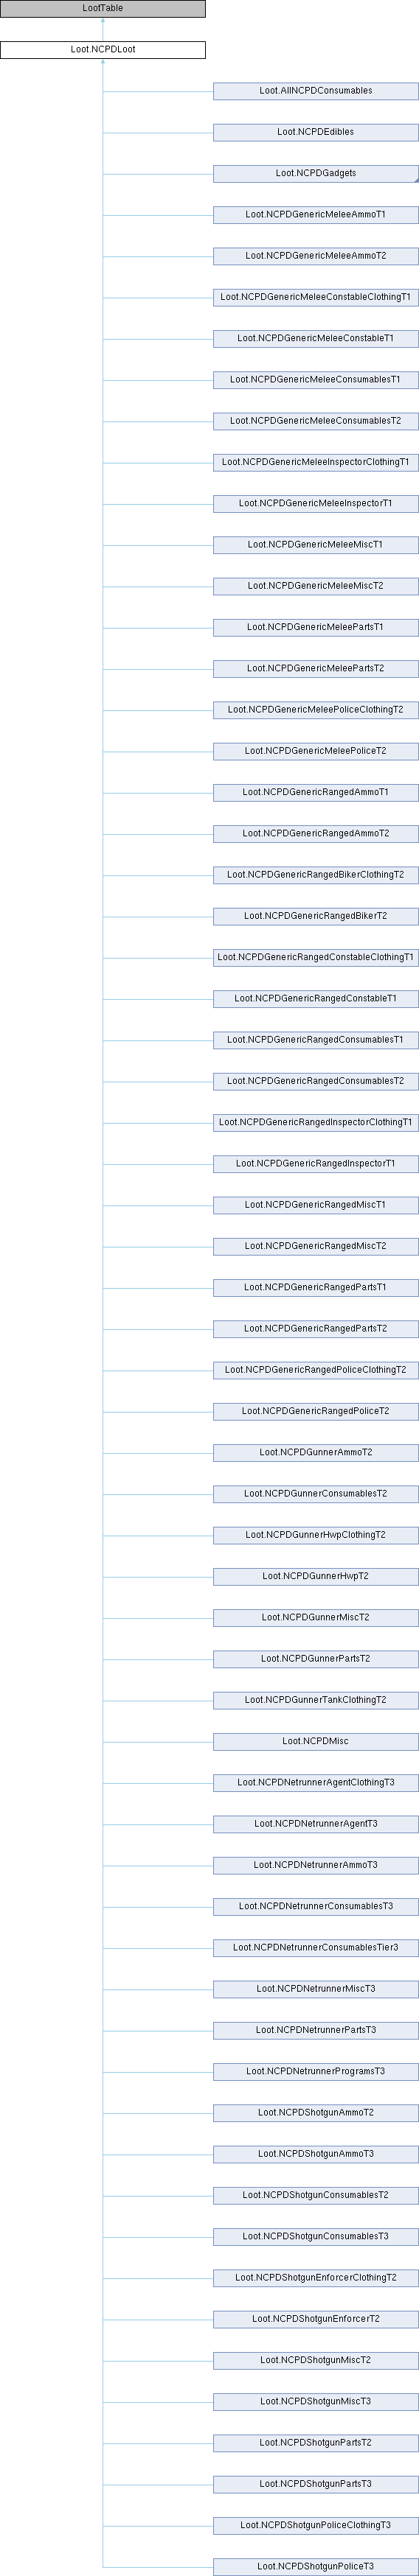 LootTable
Loot.NCPDLoot
Loot.AllNCPDConsumables
Loot.NCPDEdibles
Loot.NCPDGadgets
Loot.NCPDGenericMeleeAmmoT1
Loot.NCPDGenericMeleeAmmoT2
Loot.NCPDGenericMeleeConstableClothingT1
Loot.NCPDGenericMeleeConstableT1
Loot.NCPDGenericMeleeConsumablesT1
Loot.NCPDGenericMeleeConsumablesT2
Loot.NCPDGenericMeleeInspectorClothingT1
Loot.NCPDGenericMeleeInspectorT1
Loot.NCPDGenericMeleeMiscT1
Loot.NCPDGenericMeleeMiscT2
Loot.NCPDGenericMeleePartsT1
Loot.NCPDGenericMeleePartsT2
Loot.NCPDGenericMeleePoliceClothingT2
Loot.NCPDGenericMeleePoliceT2
Loot.NCPDGenericRangedAmmoT1
Loot.NCPDGenericRangedAmmoT2
Loot.NCPDGenericRangedBikerClothingT2
Loot.NCPDGenericRangedBikerT2
Loot.NCPDGenericRangedConstableClothingT1
Loot.NCPDGenericRangedConstableT1
Loot.NCPDGenericRangedConsumablesT1
Loot.NCPDGenericRangedConsumablesT2
Loot.NCPDGenericRangedInspectorClothingT1
Loot.NCPDGenericRangedInspectorT1
Loot.NCPDGenericRangedMiscT1
Loot.NCPDGenericRangedMiscT2
Loot.NCPDGenericRangedPartsT1
Loot.NCPDGenericRangedPartsT2
Loot.NCPDGenericRangedPoliceClothingT2
Loot.NCPDGenericRangedPoliceT2
Loot.NCPDGunnerAmmoT2
Loot.NCPDGunnerConsumablesT2
Loot.NCPDGunnerHwpClothingT2
Loot.NCPDGunnerHwpT2
Loot.NCPDGunnerMiscT2
Loot.NCPDGunnerPartsT2
Loot.NCPDGunnerTankClothingT2
Loot.NCPDMisc
Loot.NCPDNetrunnerAgentClothingT3
Loot.NCPDNetrunnerAgentT3
Loot.NCPDNetrunnerAmmoT3
Loot.NCPDNetrunnerConsumablesT3
Loot.NCPDNetrunnerConsumablesTier3
Loot.NCPDNetrunnerMiscT3
Loot.NCPDNetrunnerPartsT3
Loot.NCPDNetrunnerProgramsT3
Loot.NCPDShotgunAmmoT2
Loot.NCPDShotgunAmmoT3
Loot.NCPDShotgunConsumablesT2
Loot.NCPDShotgunConsumablesT3
Loot.NCPDShotgunEnforcerClothingT2
Loot.NCPDShotgunEnforcerT2
Loot.NCPDShotgunMiscT2
Loot.NCPDShotgunMiscT3
Loot.NCPDShotgunPartsT2
Loot.NCPDShotgunPartsT3
Loot.NCPDShotgunPoliceClothingT3
Loot.NCPDShotgunPoliceT3